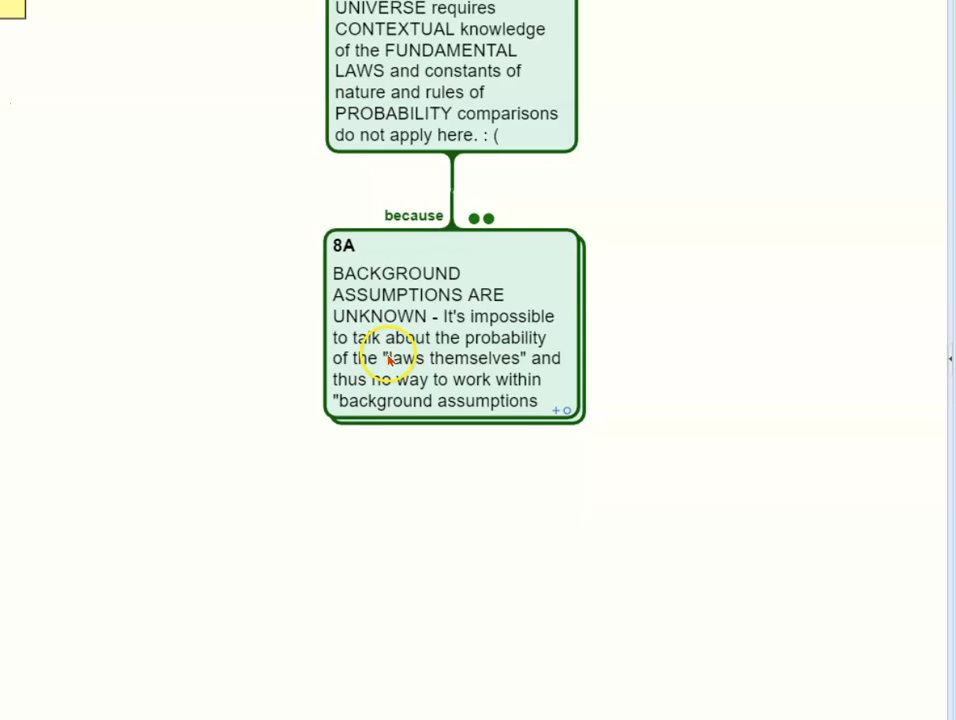 UNIVERSE requires
CONTEXTUAL knowledge
of the FUNDAMENTAL
LAWS and constants of
nature and rules of
PROBABILITY comparisons
do not apply here. : (
because
8A
BACKGROUND
ASSUMPTIONS ARE
UNKNOWN - It's impossible
to talk about the probability
of the "laws themselves" and
thus no way to work within
"background assumptions